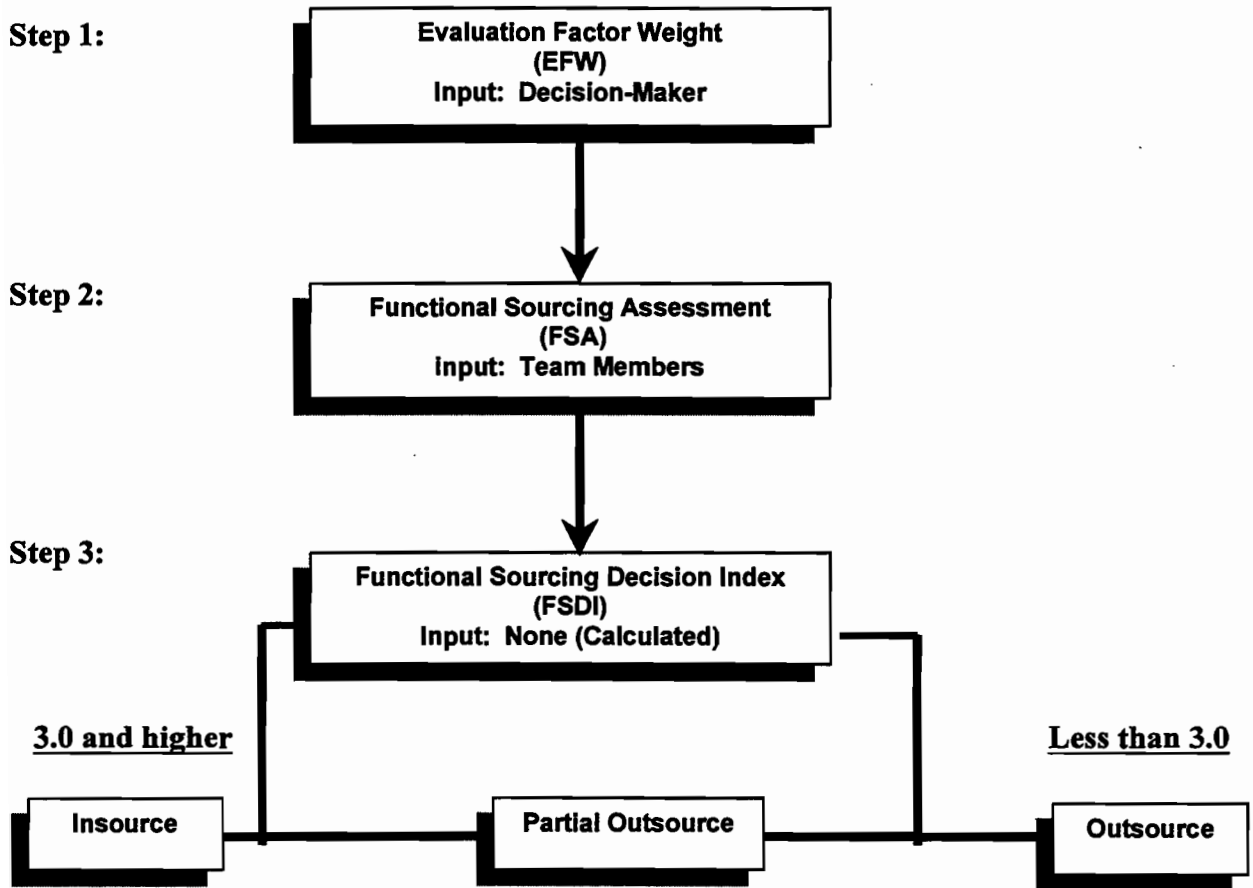 Step 1:
Evaluation Factor Weight
(EFW)
Input: Decision-Maker
Step 2:
Functional Sourcing Assessment
(FSA)
Input: Team Members
Step 3:
Functional Sourcing Decision Index
(FSDI)
Input: None (Calculated)
3.0 and higher
Less than 3.0
Insource
Partial Outsource
Outsource